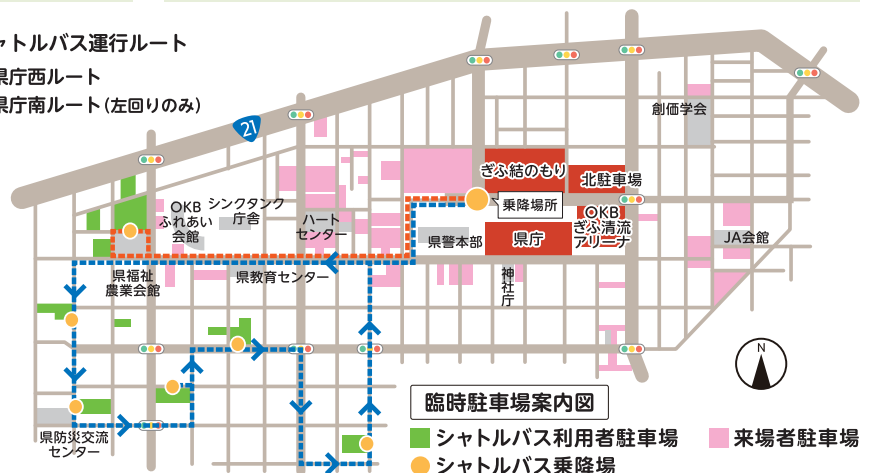 ャトルバス運行ルート
県庁西ルート
県庁南ルート(左回りのみ)
21
創価学会
ぎふ結のもり
北駐車場
乗降場所
OKB
ぎふ清流
アリーナ
県庁
県警本部
JA会館
神社庁
OKB
ふれあい
会館
シンクタンク
庁舎
ハート
センター
県福祉
農業会館
県教育センター
県防災交流
センター
N
臨時駐車場案内図
シャトルバス利用者駐車場
来場者駐車場
シャトルバス乗降場